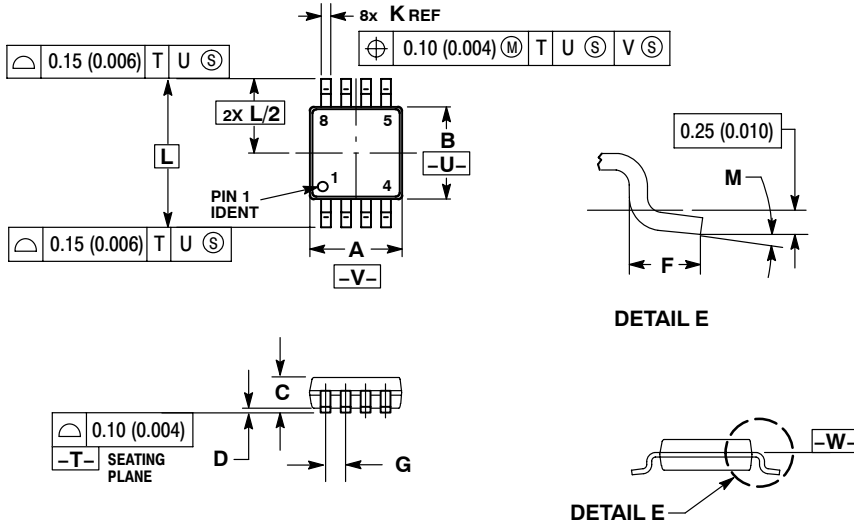 8x K REF
⌓ 0.15 (0.006) T U Ⓢ
⌖ 0.10 (0.004) Ⓜ T U Ⓢ V Ⓢ
2X L/2
8
5
B
–U–
L
PIN 1
IDENT
1
4
⌓ 0.15 (0.006) T U Ⓢ
A
–V–
0.25 (0.010)
M
F
DETAIL E
C
⌓ 0.10 (0.004)
–T– SEATING
PLANE
D
G
–W–
DETAIL E